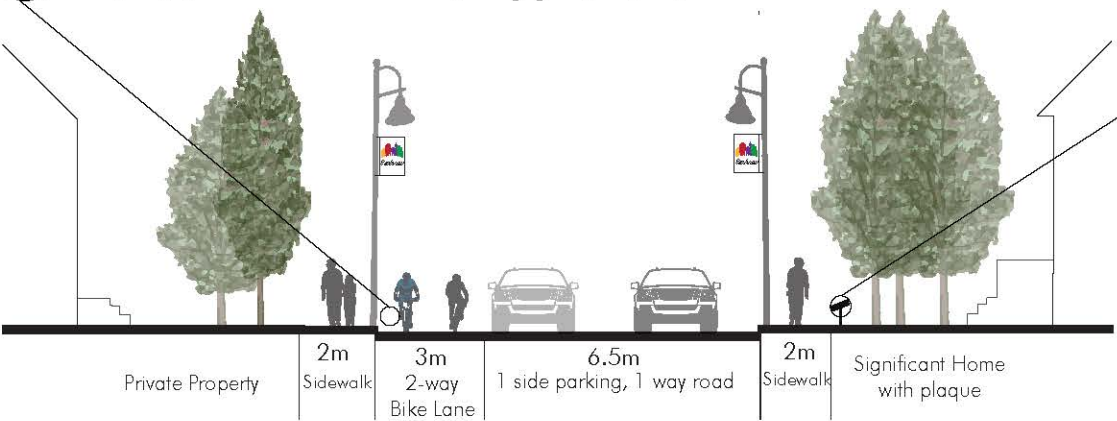 Private Property
2m
Sidewalk
3m
2-way
Bike Lane
6.5m
1 side parking, 1 way road
2m
Sidewalk
Significant Home
with plaque